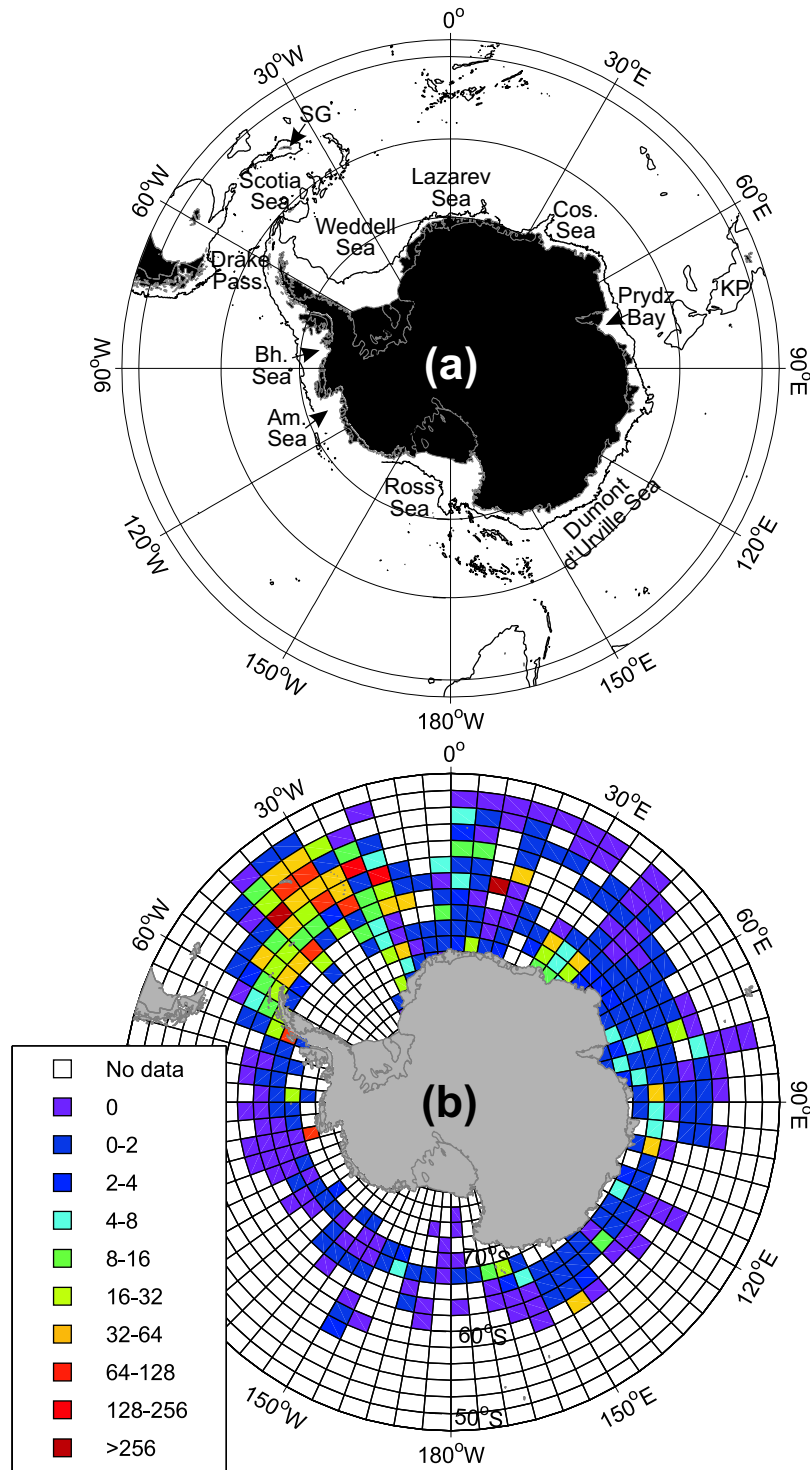 0°
30°W
30°E
SG
60°W
60°E
Scotia
Sea
Lazarev
Sea
Weddell
Sea
Cos.
Sea
Drake
Pass.
Prydz
Bay
KP
90°W
90°E
Bh.
Sea
(a)
Am.
Sea
Ross
Sea
Dumont
d'Urville Sea
120°W
120°E
150°W
150°E
180°W
0°
30°W
30°E
60°W
60°E
No data
(b)
90°E
0
0-2
2-4
4-8
8-16
16-32
32-64
64-128
128-256
>256
70°S
120°E
60°S
150°W
150°E
50°S
180°W